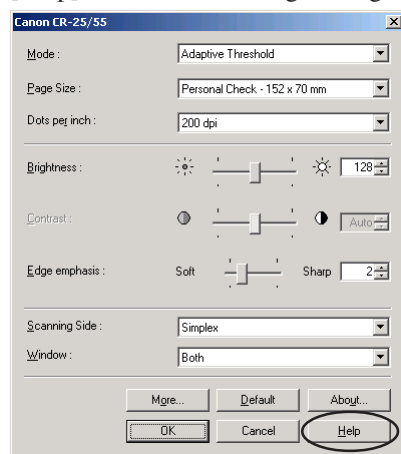 Canon CR-25/55
Mode : Adaptive Threshold
Page Size : Personal Check - 152 x 70 mm
Dots per inch : 200 dpi
Brightness : 128
Contrast : Auto
Edge emphasis : Soft Sharp 2
Scanning Side : Simplex
Window : Both
More... Default About...
OK Cancel Help